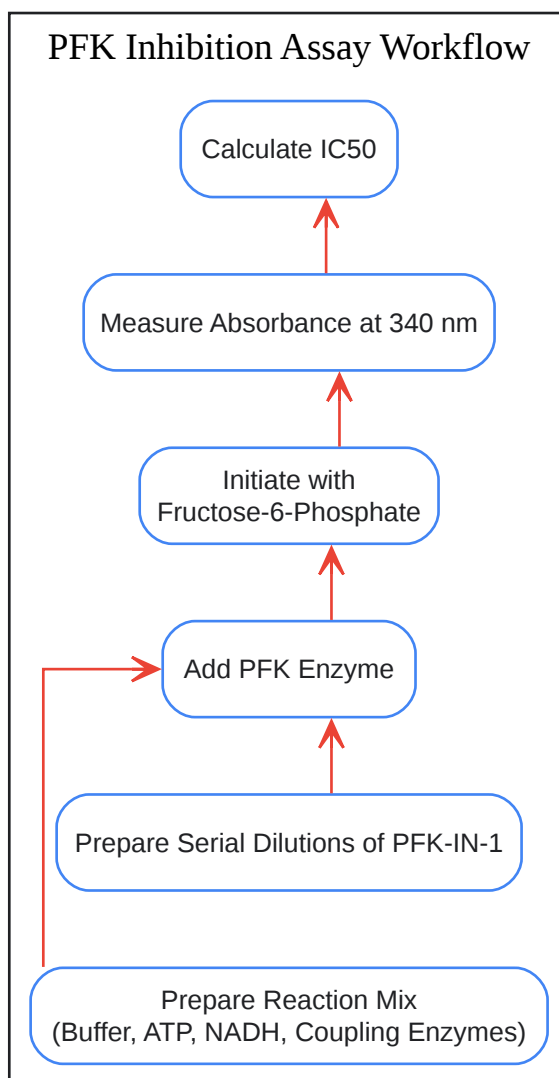 PFK Inhibition Assay Workflow
Calculate IC50
Measure Absorbance at 340 nm
Initiate with
Fructose-6-Phosphate
Add PFK Enzyme
Prepare Serial Dilutions of PFK-IN-1
Prepare Reaction Mix
(Buffer, ATP, NADH, Coupling Enzymes)